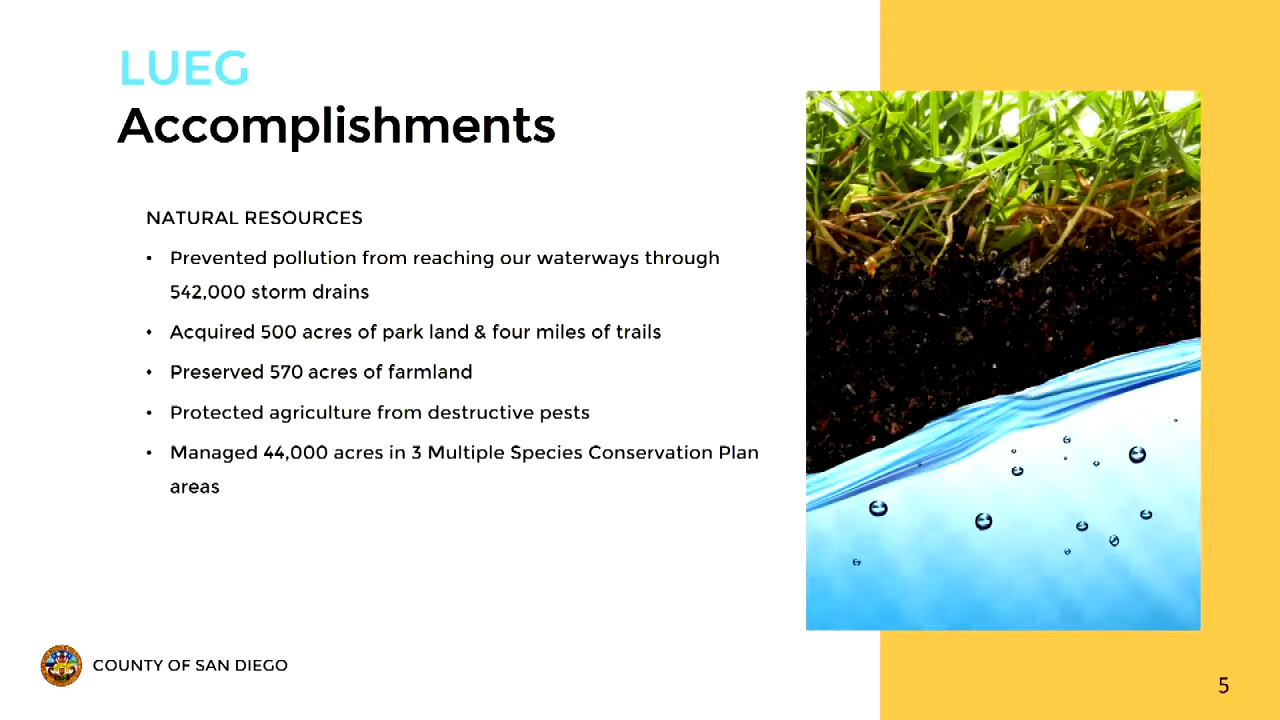 LUEG
Accomplishments
NATURAL RESOURCES
• Prevented pollution from reaching our waterways through
542,000 storm drains
• Acquired 500 acres of park land & four miles of trails
• Preserved 570 acres of farmland
• Protected agriculture from destructive pests
• Managed 44,000 acres in 3 Multiple Species Conservation Plan
areas
COUNTY OF SAN DIEGO
5